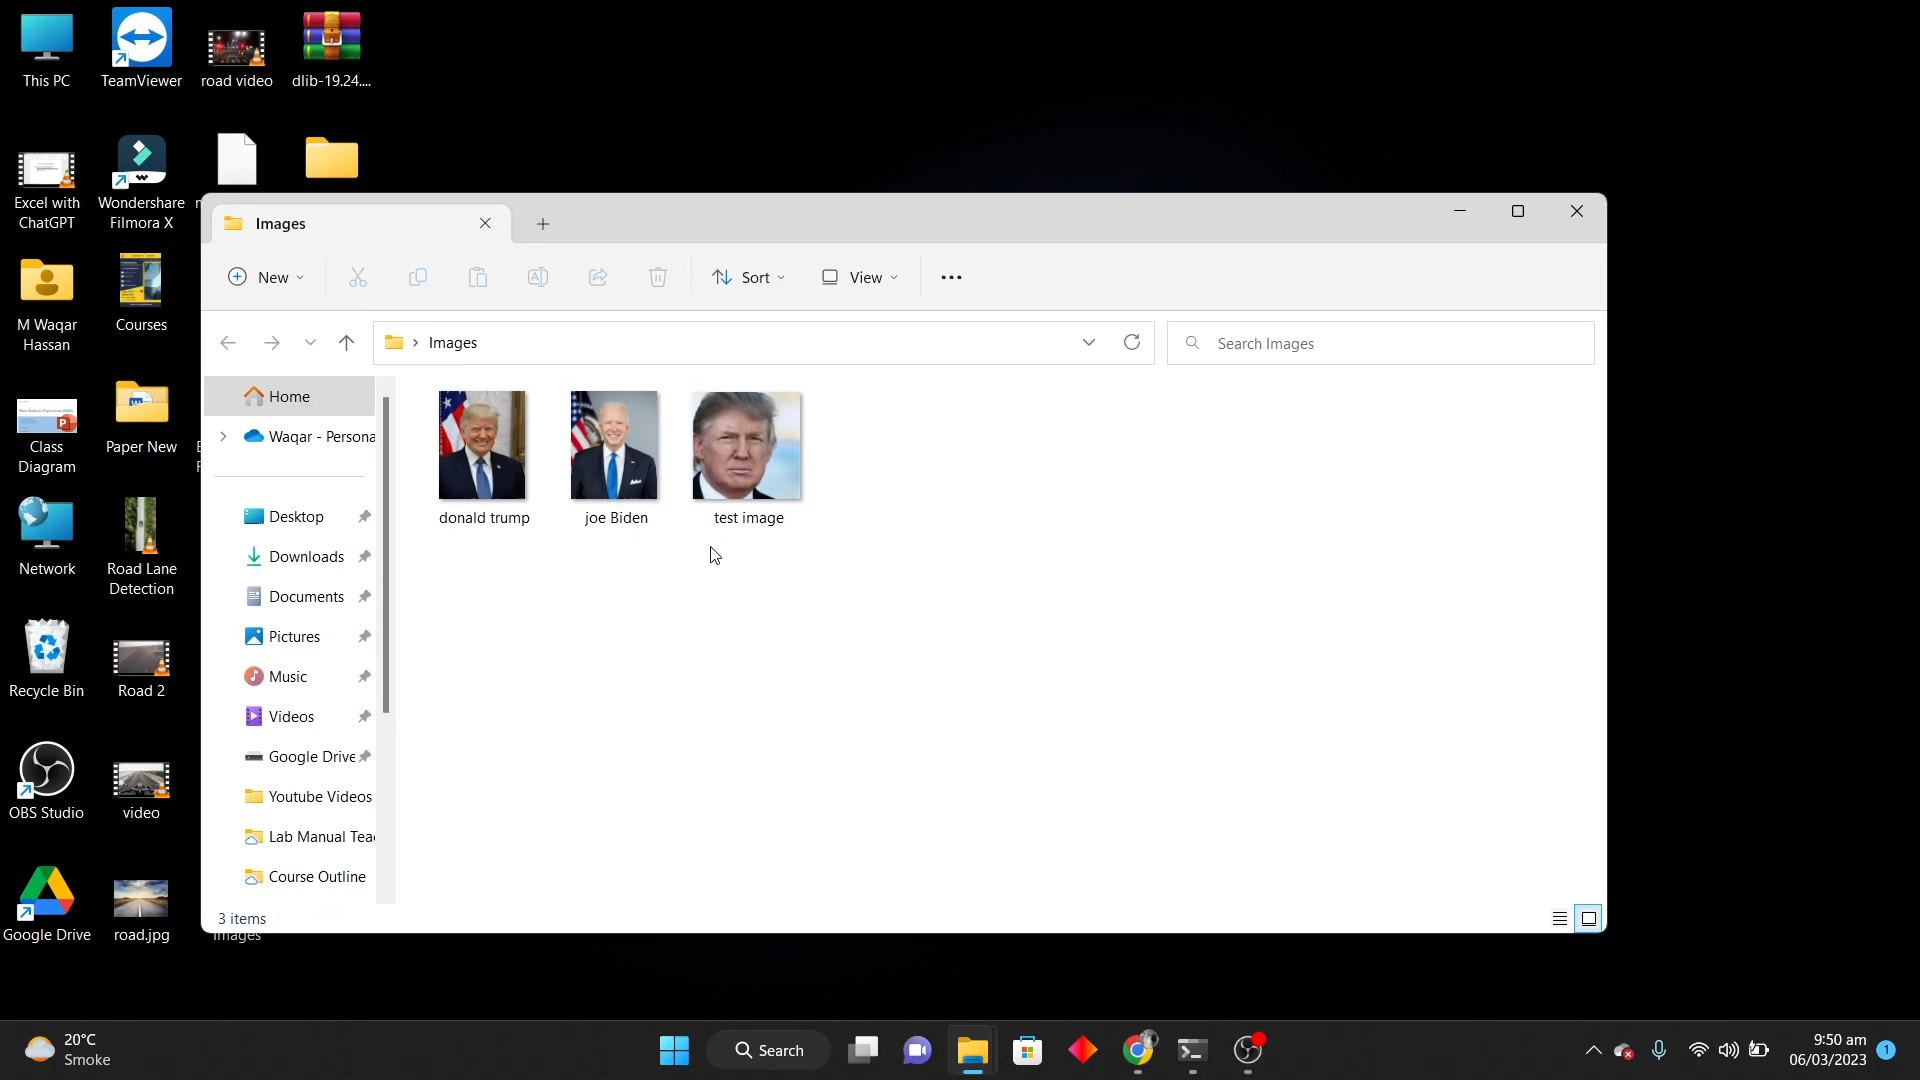 This PC
TeamViewer
road video
dlib-19.24....
Excel with
ChatGPT
Wondershare
Filmora X
M Waqar
Hassan
Courses
Class
Diagram
Paper New
Network
Road Lane
Detection
Recycle Bin
Road 2
OBS Studio
video
Google Drive
road.jpg
Images
Images
New
Sort
View
Images
Search Images
Home
Waqar - Persona
Desktop
Downloads
Documents
Pictures
Music
Videos
Google Drive
Youtube Videos
Lab Manual Tea
Course Outline
donald trump
joe Biden
test image
3 items
20°C
Smoke
Search
9:50 am
06/03/2023
1